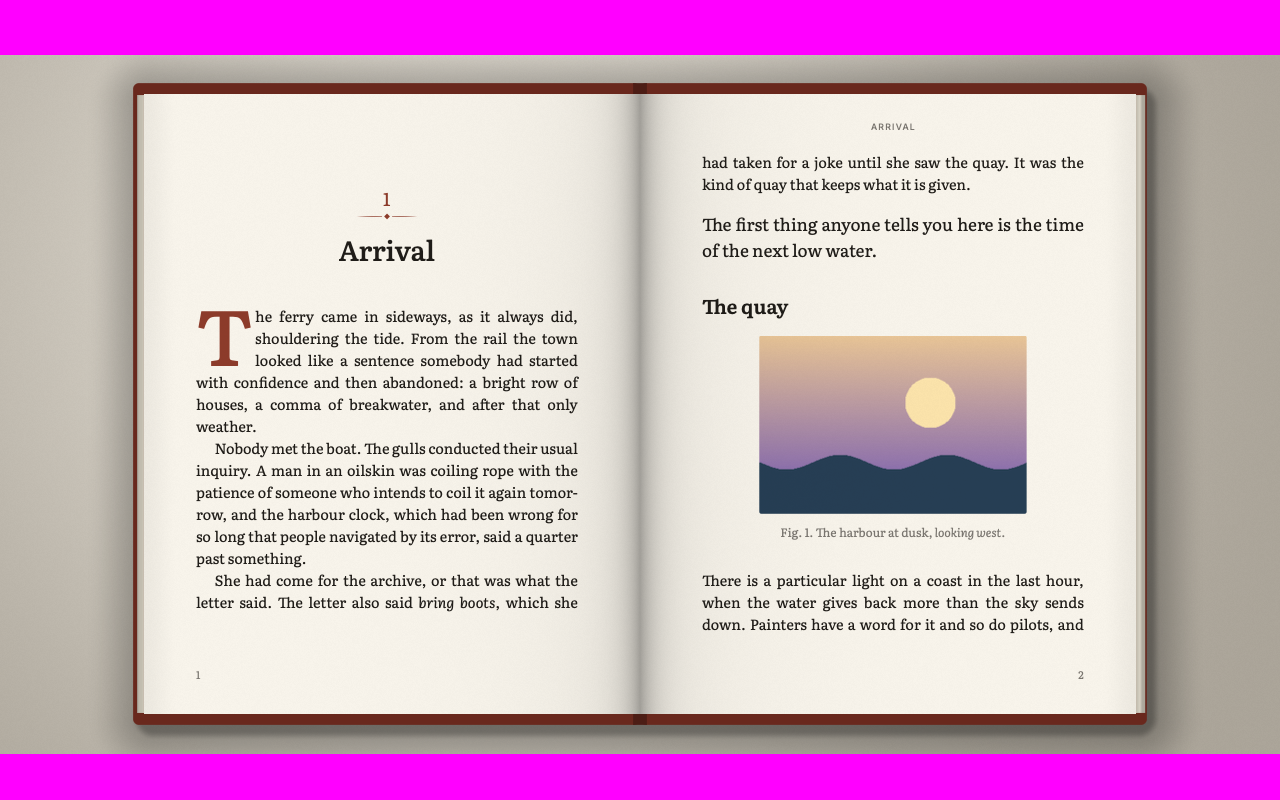 1
Arrival
The ferry came in sideways, as it always did,
shouldering the tide. From the rail the town
looked like a sentence somebody had started
with confidence and then abandoned: a bright row of
houses, a comma of breakwater, and after that only
weather.
Nobody met the boat. The gulls conducted their usual
inquiry. A man in an oilskin was coiling rope with the
patience of someone who intends to coil it again tomor-
row, and the harbour clock, which had been wrong for
so long that people navigated by its error, said a quarter
past something.
She had come for the archive, or that was what the
letter said. The letter also said bring boots, which she
1
ARRIVAL
had taken for a joke until she saw the quay. It was the
kind of quay that keeps what it is given.
The first thing anyone tells you here is the time
of the next low water.
The quay
Fig. 1. The harbour at dusk, looking west.
There is a particular light on a coast in the last hour,
when the water gives back more than the sky sends
down. Painters have a word for it and so do pilots, and
2